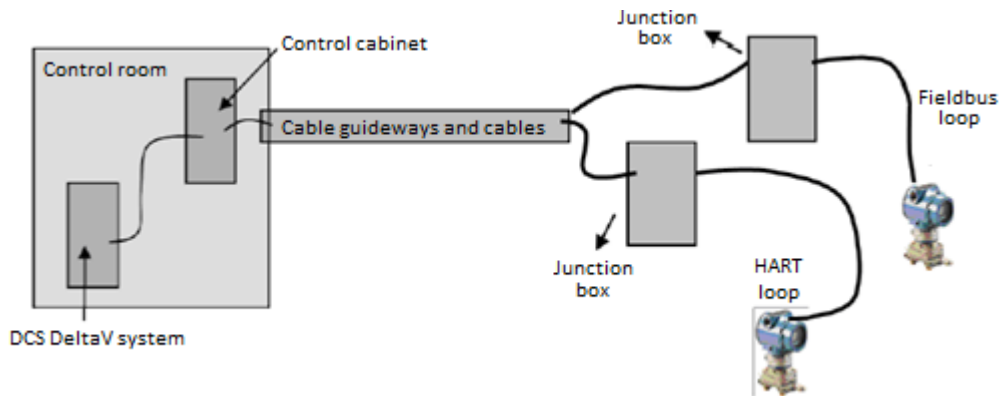 Junction
box
Control cabinet
Control room
Fieldbus
loop
Cable guideways and cables
Junction
box
HART
loop
DCS DeltaV system